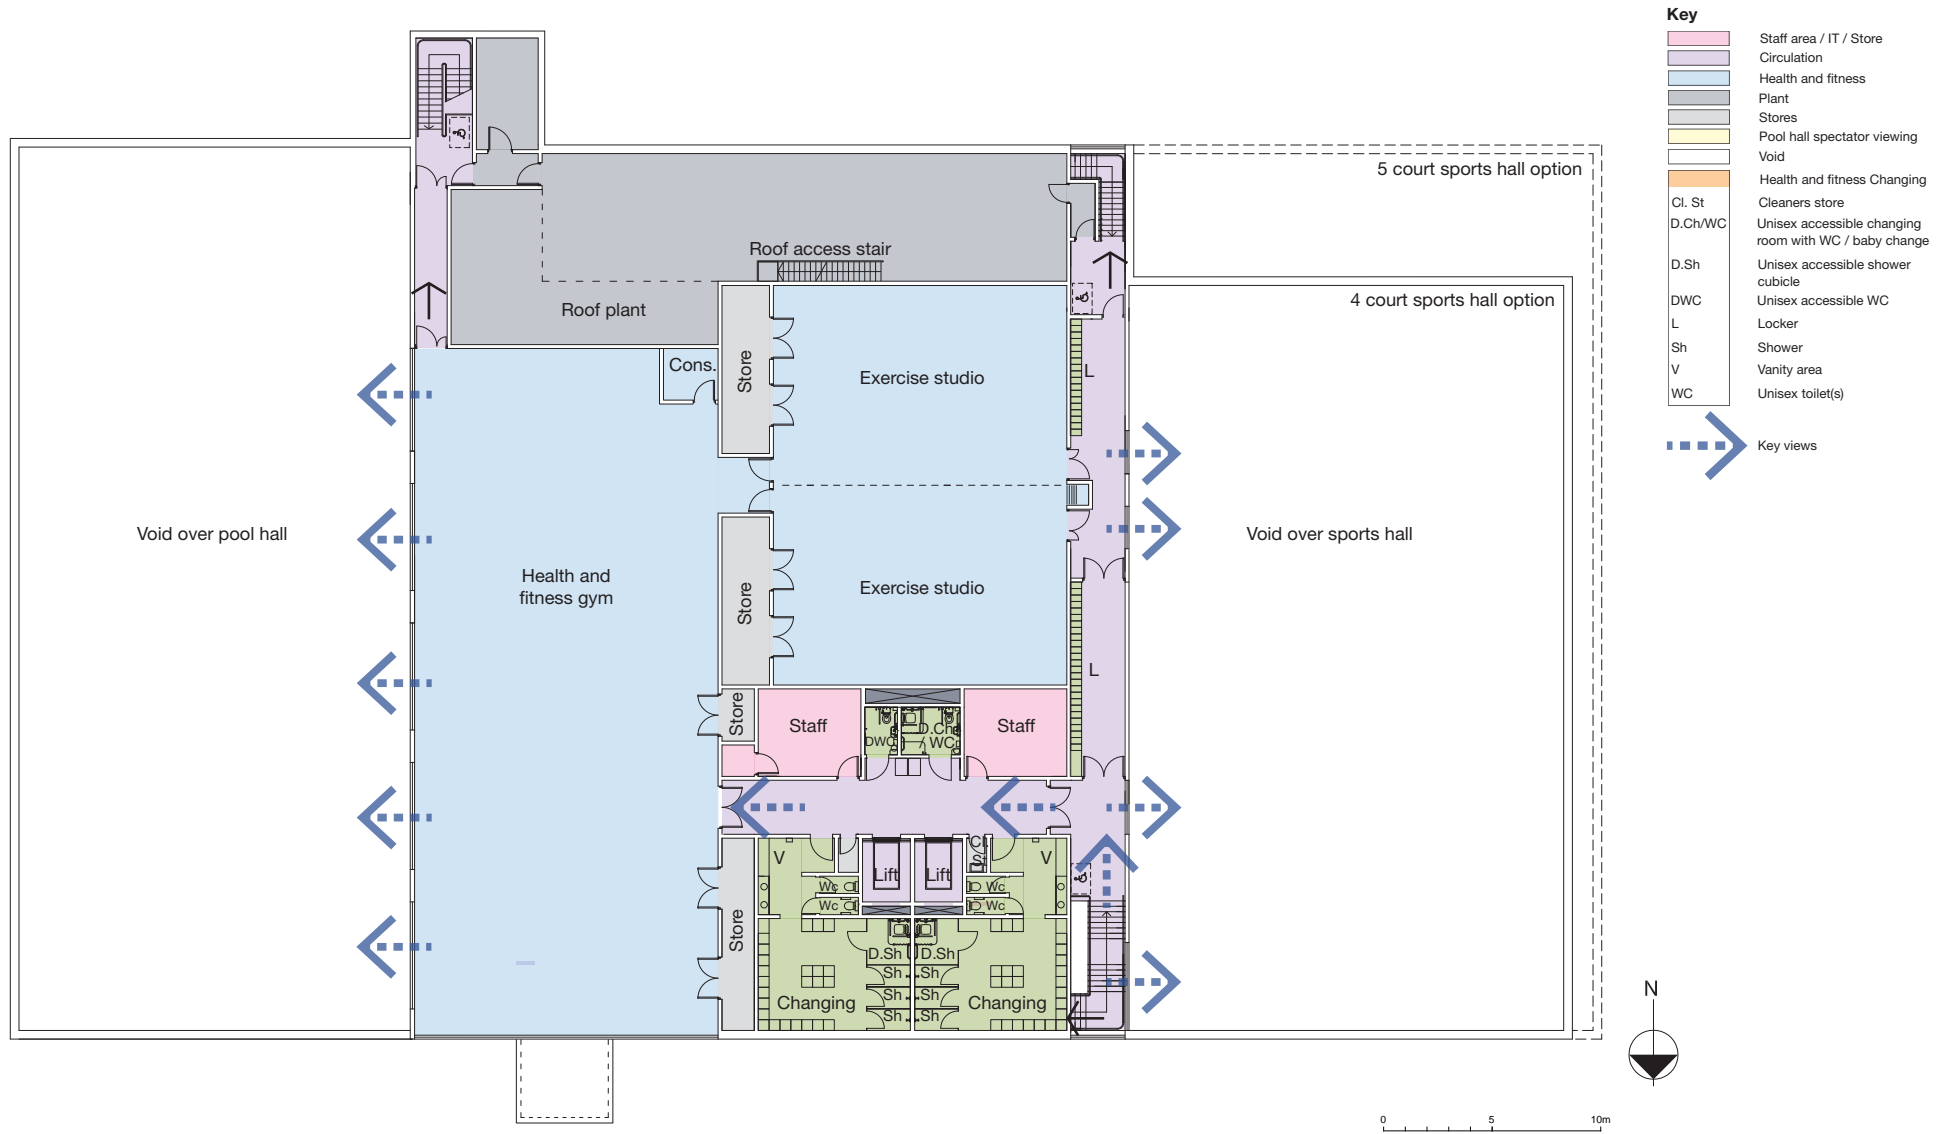 Key
Staff area / IT / Store
Circulation
Health and fitness
Plant
Stores
Pool hall spectator viewing
Void
Health and fitness Changing
Cl. St
Cleaners store
D.Ch/WC
Unisex accessible changing
room with WC / baby change
D.Sh
Unisex accessible shower
cubicle
DWC
Unisex accessible WC
L
Locker
Sh
Shower
V
Vanity area
WC
Unisex toilet(s)
Key views
5 court sports hall option
4 court sports hall option
Roof access stair
Roof plant
Cons.
Store
Exercise studio
L
Void over pool hall
Health and
fitness gym
Void over sports hall
Store
Exercise studio
L
Store
Staff
DWC
D.Ch
/ WC
Staff
V
Lift
Lift
Cl.
St
V
Wc
Wc
Wc
Wc
Store
D.Sh
D.Sh
Sh
Sh
Changing
Sh
Sh
Changing
Sh
Sh
N
0
5
10m